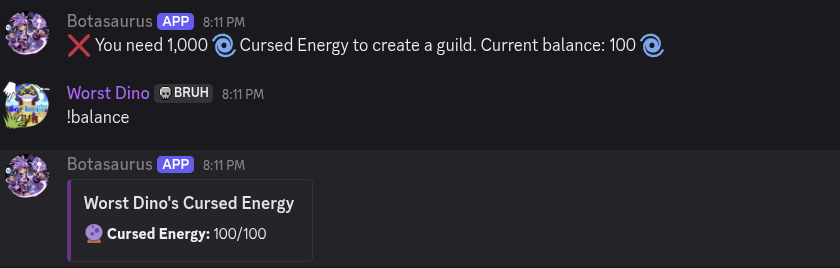 Botasaurus APP 8:11 PM
❌ You need 1,000 🌀 Cursed Energy to create a guild. Current balance: 100 🌀
Worst Dino 💀 BRUH 8:11 PM
!balance
Botasaurus APP 8:11 PM
Worst Dino's Cursed Energy
🔮 Cursed Energy: 100/100